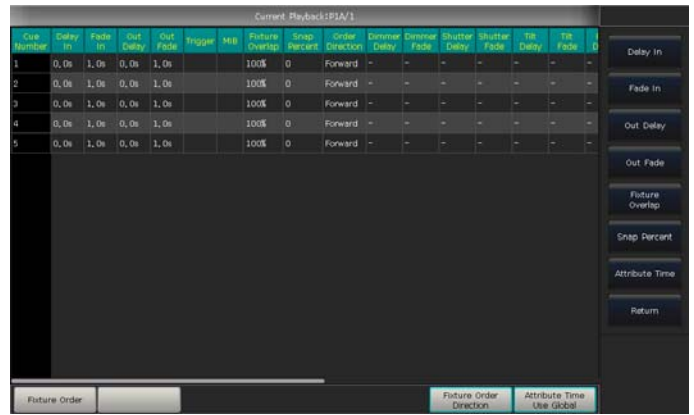 Current Playback:P1A/1
Cue Number Delay In Fade In Out Delay Out Fade Trigger MIB Fixture Overlap Snap Percent Order Direction Dimmer Delay Dimmer Fade Shutter Delay Shutter Fade Tilt Delay Tilt Fade
1 0.0s 1.0s 0.0s 1.0s 100% 0 Forward - - - - - - -
2 0.0s 1.0s 0.0s 1.0s 100% 0 Forward - - - - - - -
3 0.0s 1.0s 0.0s 1.0s 100% 0 Forward - - - - - - -
4 0.0s 1.0s 0.0s 1.0s 100% 0 Forward - - - - - - -
5 0.0s 1.0s 0.0s 1.0s 100% 0 Forward - - - - - - -
Delay In
Fade In
Out Delay
Out Fade
Fixture
Overlap
Snap Percent
Attribute Time
Return
Fixture Order
Fixture Order
Direction
Attribute Time
Use Global